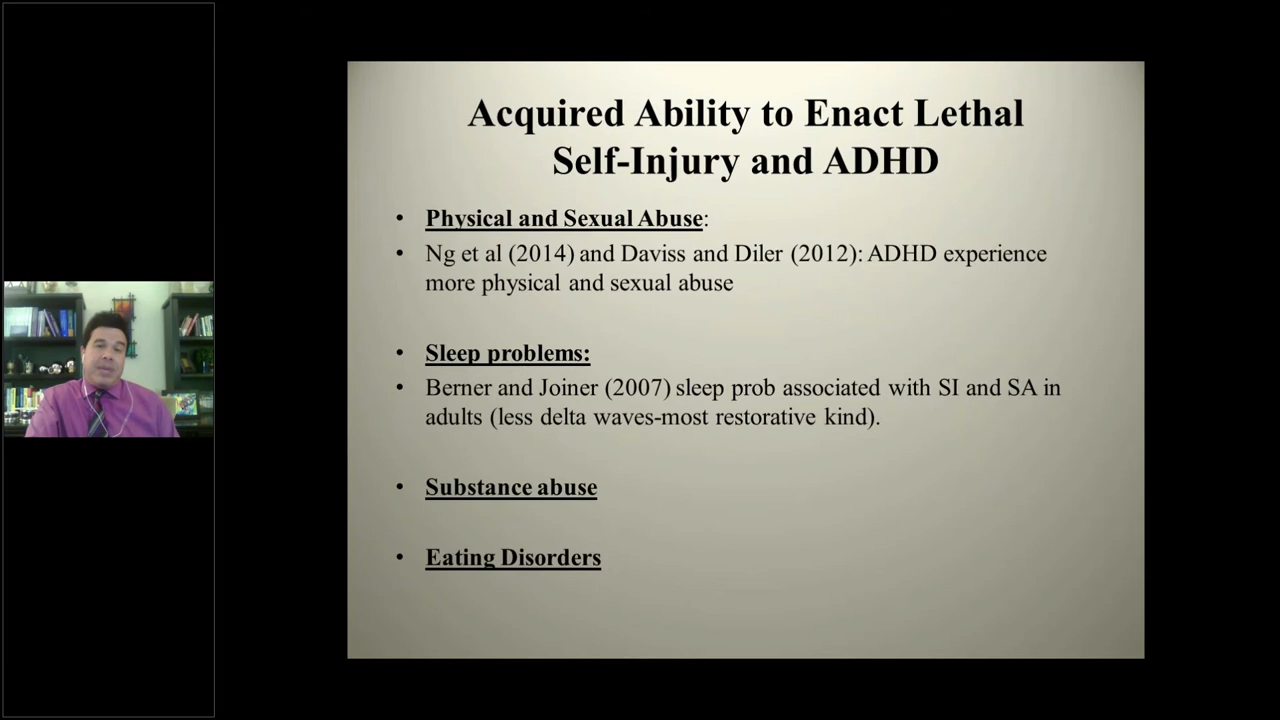 Acquired Ability to Enact Lethal
Self-Injury and ADHD
• Physical and Sexual Abuse:
• Ng et al (2014) and Daviss and Diler (2012): ADHD experience
more physical and sexual abuse
• Sleep problems:
• Berner and Joiner (2007) sleep prob associated with SI and SA in
adults (less delta waves-most restorative kind).
• Substance abuse
• Eating Disorders